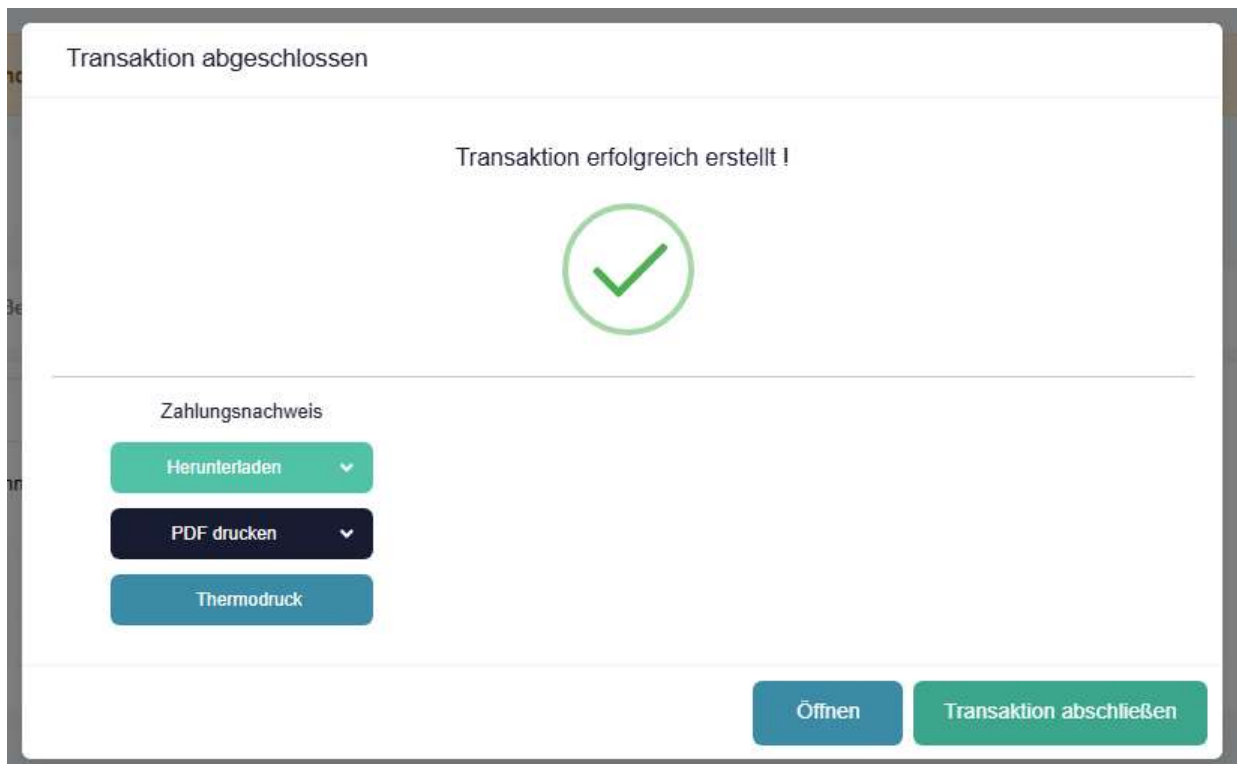 Transaktion abgeschlossen
Transaktion erfolgreich erstellt !
Zahlungsnachweis
Herunterladen
PDF drucken
Thermodruck
Öffnen
Transaktion abschließen